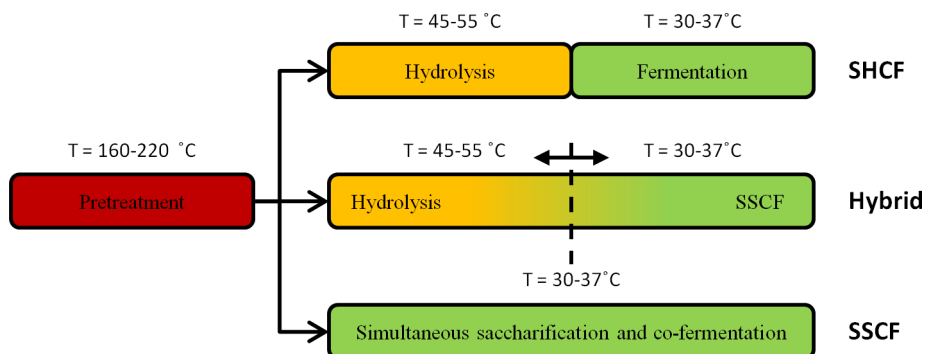 T = 45-55 ˚C
T = 30-37˚C
Hydrolysis
Fermentation
SHCF
T = 160-220 ˚C
Pretreatment
T = 45-55 ˚C
T = 30-37˚C
Hydrolysis
SSCF
Hybrid
T = 30-37˚C
Simultaneous saccharification and co-fermentation
SSCF